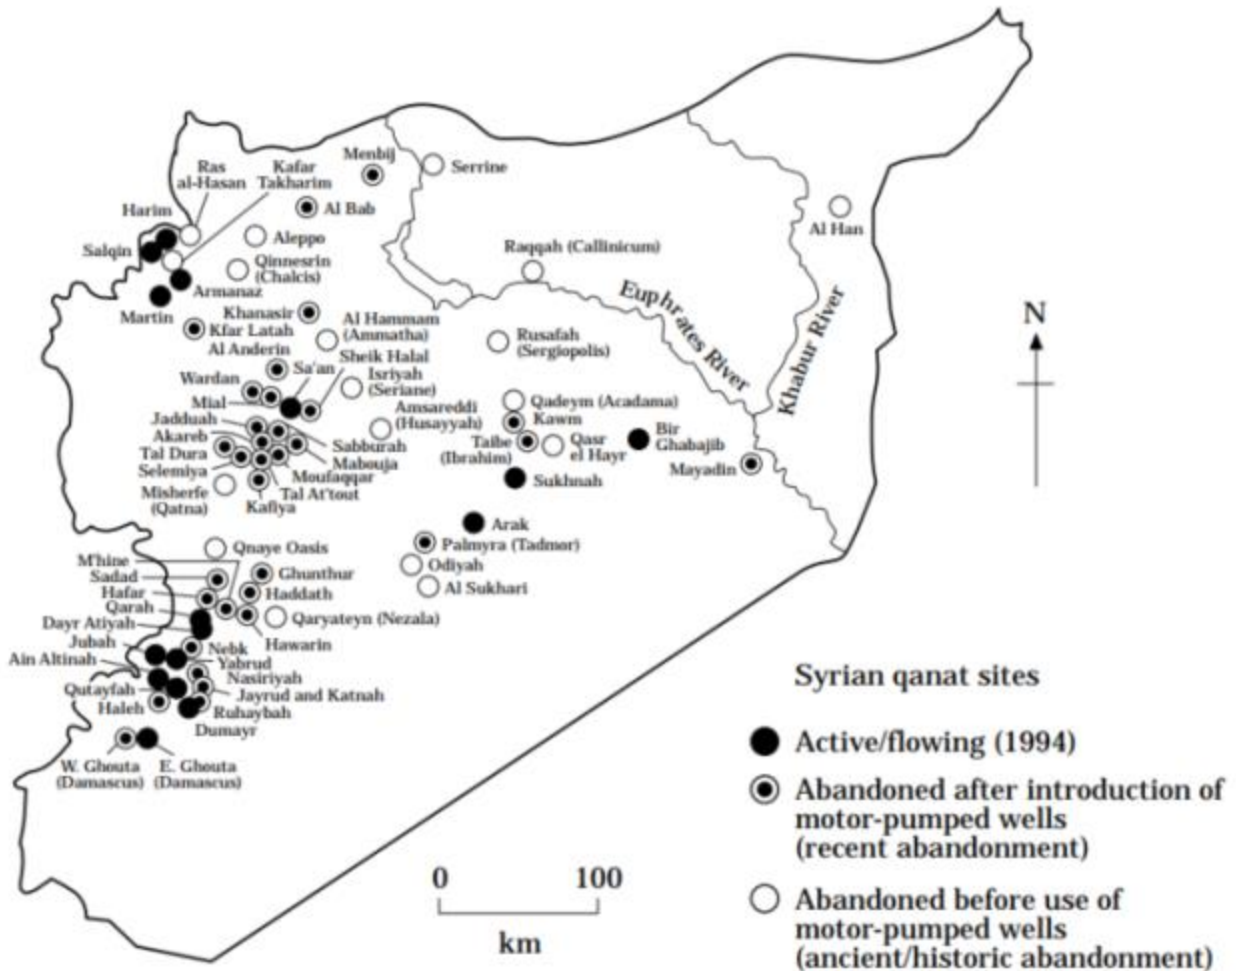 Menbij
Serrine
Ras
al-Hasan
Kafar
Takharim
Al Bab
Harim
Al Han
Salqin
Aleppo
Raqqah (Callinicum)
Qinnesrin
(Chalcis)
Armanaz
Euphrates River
Khabur River
N
Martin
Khanasir
Kfar Latah
Al Hammam
(Ammatha)
Rusafah
(Sergiopolis)
Al Anderin
Sheik Halal
Sa'an
Isriyah
(Seriane)
Wardan
Mial
Amsareddi
(Husayyah)
Qadeym (Acadama)
Kawm
Jadduah
Akareb
Sabburah
Taibe
(Ibrahim)
Qasr
el Hayr
Bir
Ghabajib
Tal Dura
Mabouja
Selemiya
Moufaqqar
Mayadin
Sukhnah
Misherfe
(Qatna)
Tal At'tout
Kafiya
Arak
Palmyra (Tadmor)
Qnaye Oasis
M'hine
Odiyah
Sadad
Ghunthur
Al Sukhari
Hafar
Haddath
Qarah
Qaryateyn (Nezala)
Dayr Atiyah
Hawarin
Jubah
Nebk
Ain Altinah
Yabrud
Nasiriyah
Qutayfah
Jayrud and Katnah
Haleh
Ruhaybah
Dumayr
W. Ghouta
(Damascus)
E. Ghouta
(Damascus)
Syrian qanat sites
Active/flowing (1994)
Abandoned after introduction of
motor-pumped wells
(recent abandonment)
Abandoned before use of
motor-pumped wells
(ancient/historic abandonment)
0 100
km